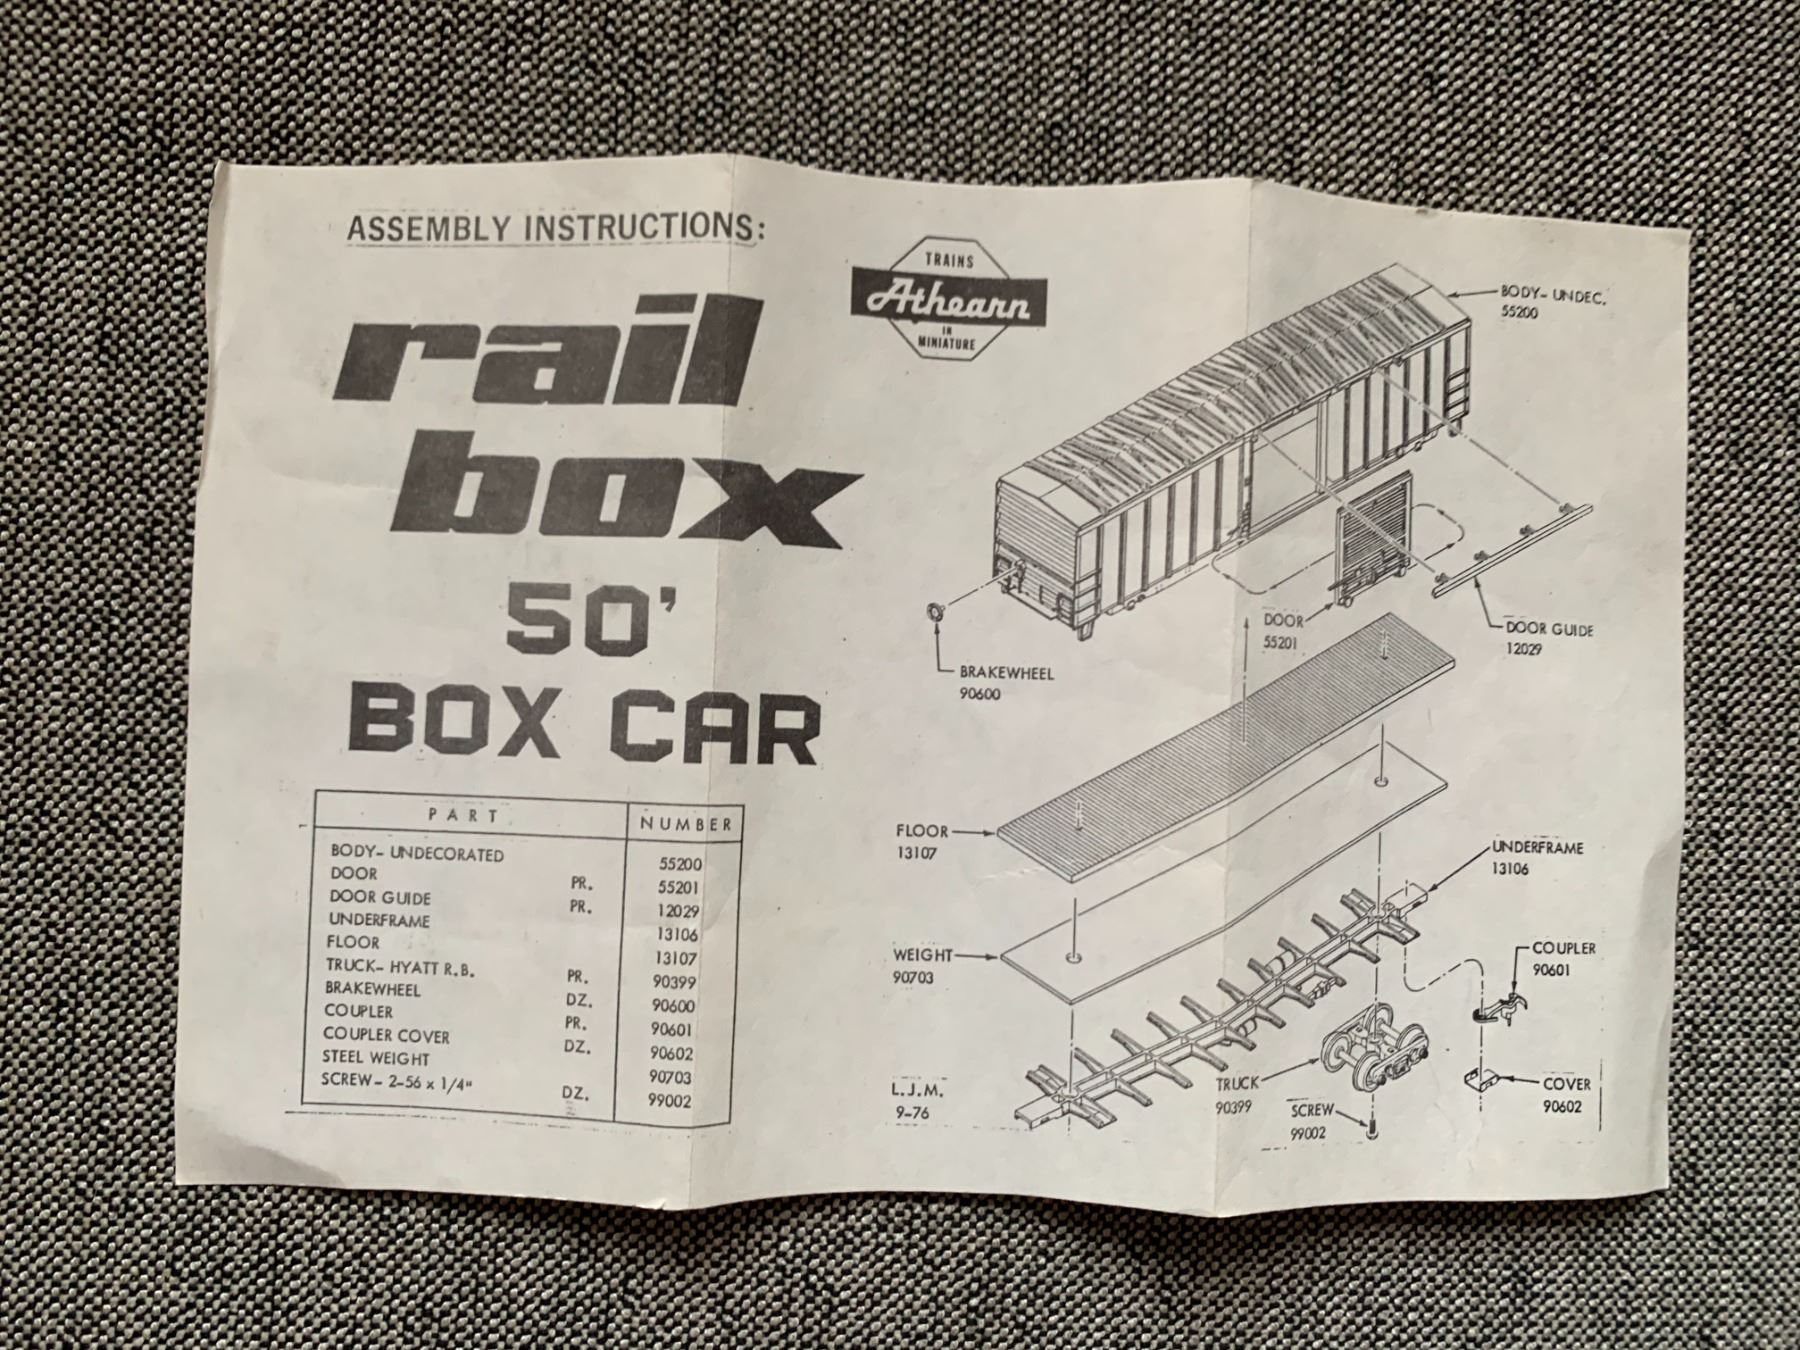 ASSEMBLY INSTRUCTIONS:
rail
box
50'
BOX CAR
TRAINS
Athearn
IN
MINIATURE
PART NUMBER
BODY- UNDECORATED 55200
DOOR PR. 55201
DOOR GUIDE PR. 12029
UNDERFRAME 13106
FLOOR 13107
TRUCK- HYATT R.B. PR. 90399
BRAKEWHEEL DZ. 90600
COUPLER PR. 90601
COUPLER COVER DZ. 90602
STEEL WEIGHT 90703
SCREW- 2-56 x 1/4" DZ. 99002
BODY- UNDEC.
55200
DOOR
55201
DOOR GUIDE
12029
BRAKEWHEEL
90600
FLOOR
13107
UNDERFRAME
13106
WEIGHT
90703
COUPLER
90601
TRUCK
90399
COVER
90602
SCREW
99002
L.J.M.
9-76